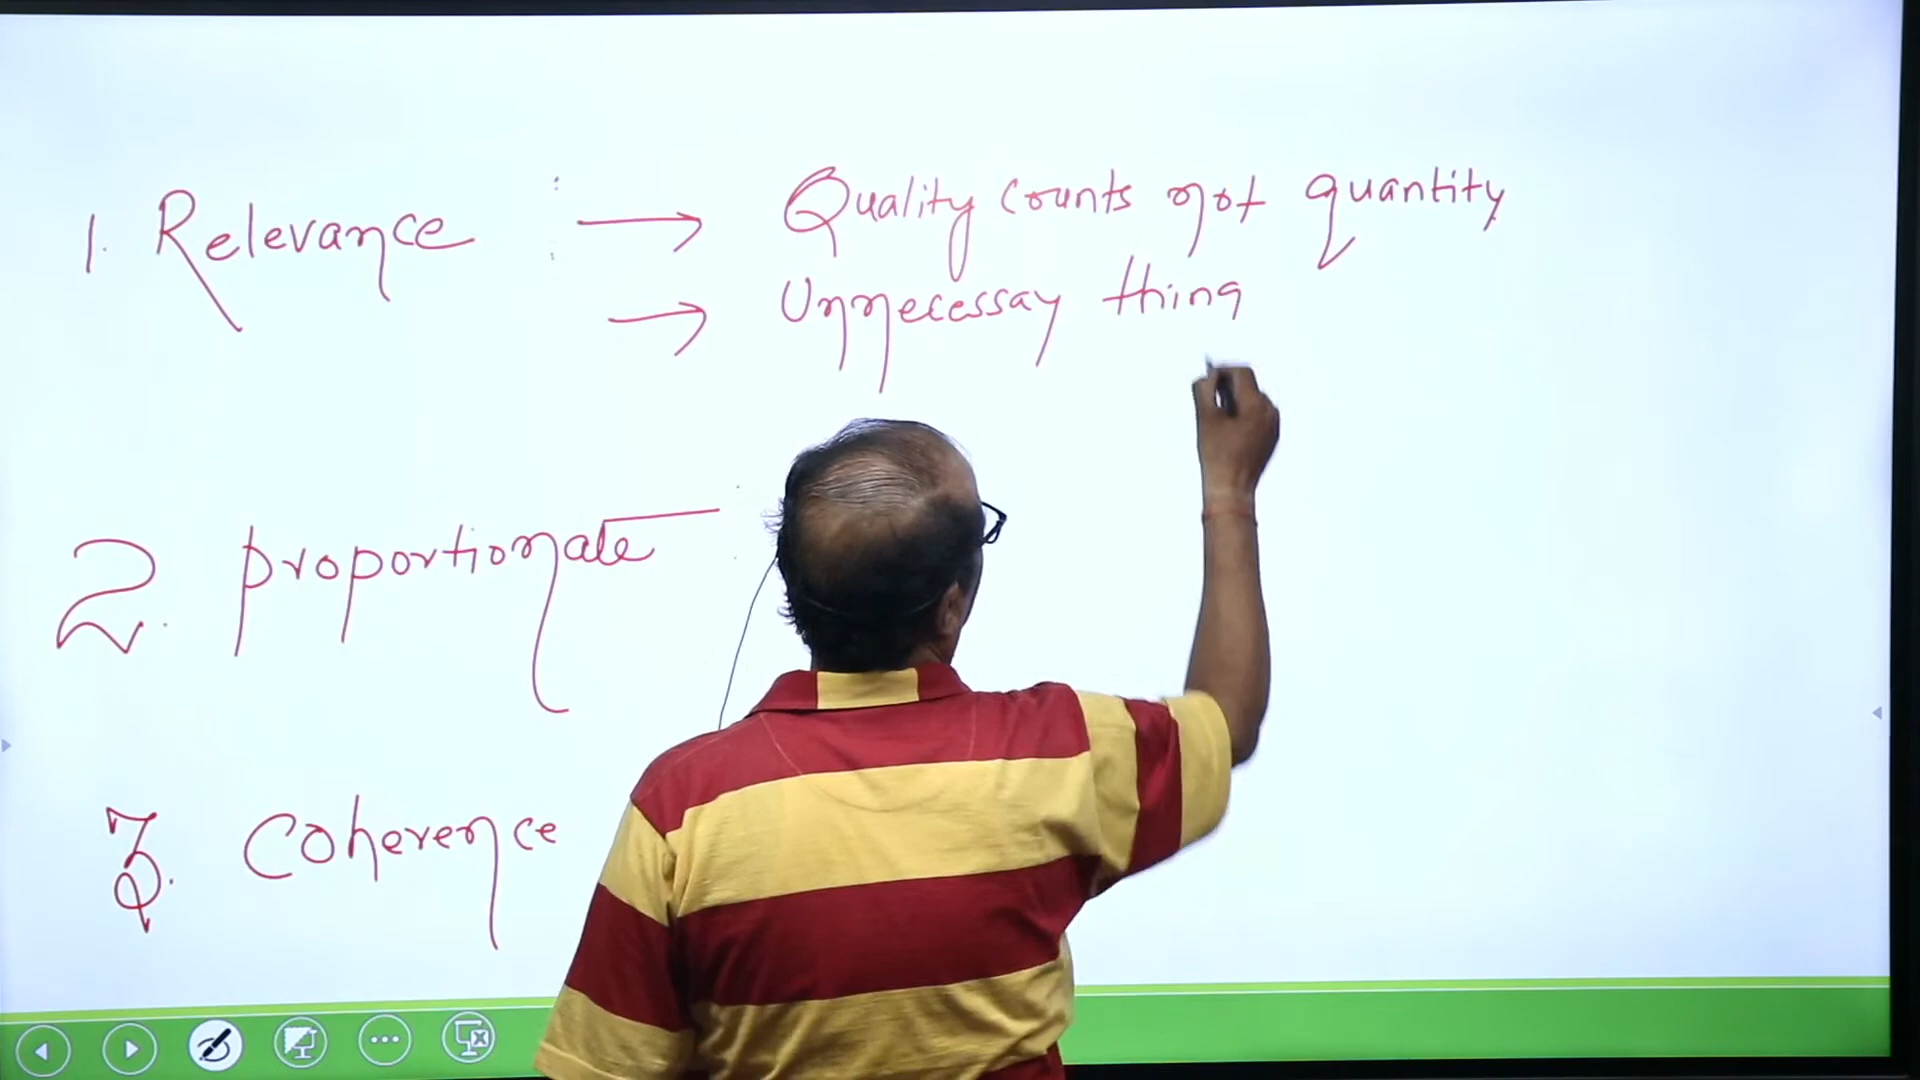 1. Relevance : → Quality counts not quantity
→ Unnecessay thing
2. proportionate :
3. Coherence